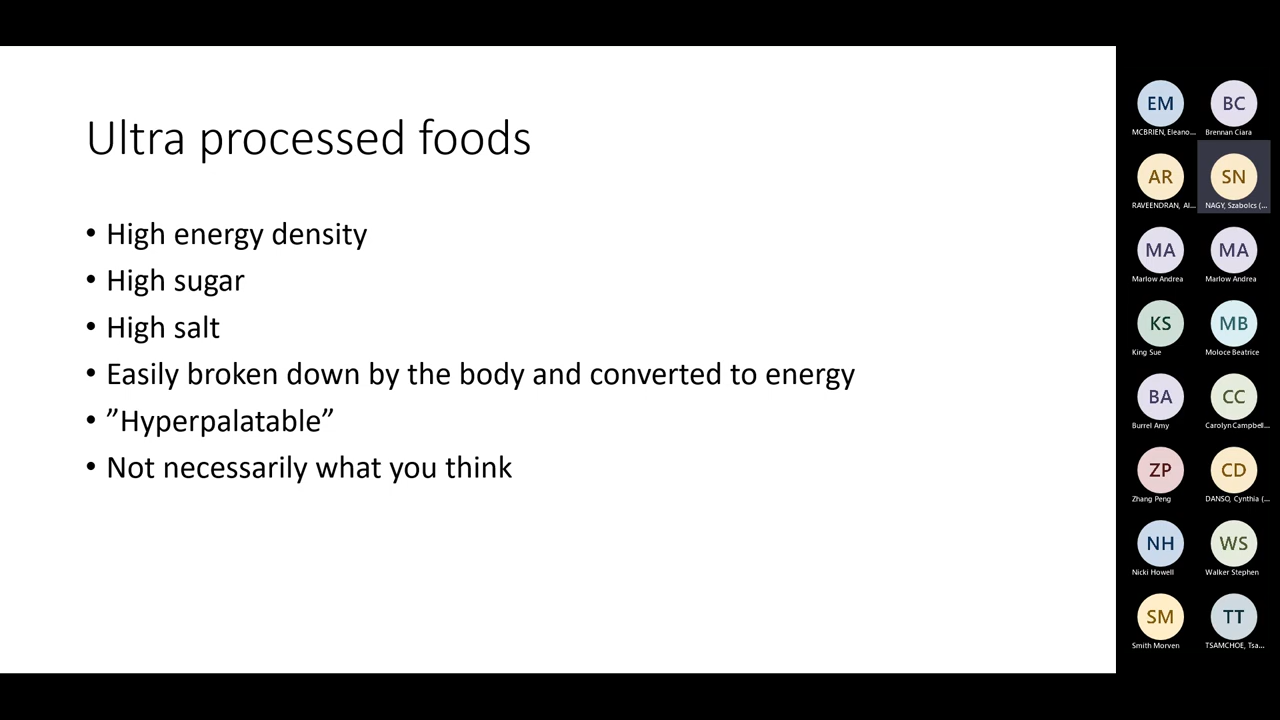 Ultra processed foods
• High energy density
• High sugar
• High salt
• Easily broken down by the body and converted to energy
• ”Hyperpalatable”
• Not necessarily what you think
EM
BC
MCBRIEN, Eleano...
Brennan Ciara
AR
SN
RAVEENDRAN, Al...
NAGY, Szabolcs (...
MA
MA
Marlow Andrea
Marlow Andrea
KS
MB
King Sue
Moloce Beatrice
BA
CC
Burrel Amy
Carolyn Campbell...
ZP
CD
Zhang Peng
DANSO, Cynthia (...
NH
WS
Nicki Howell
Walker Stephen
SM
TT
Smith Morven
TSAMCHOE, Tsa...